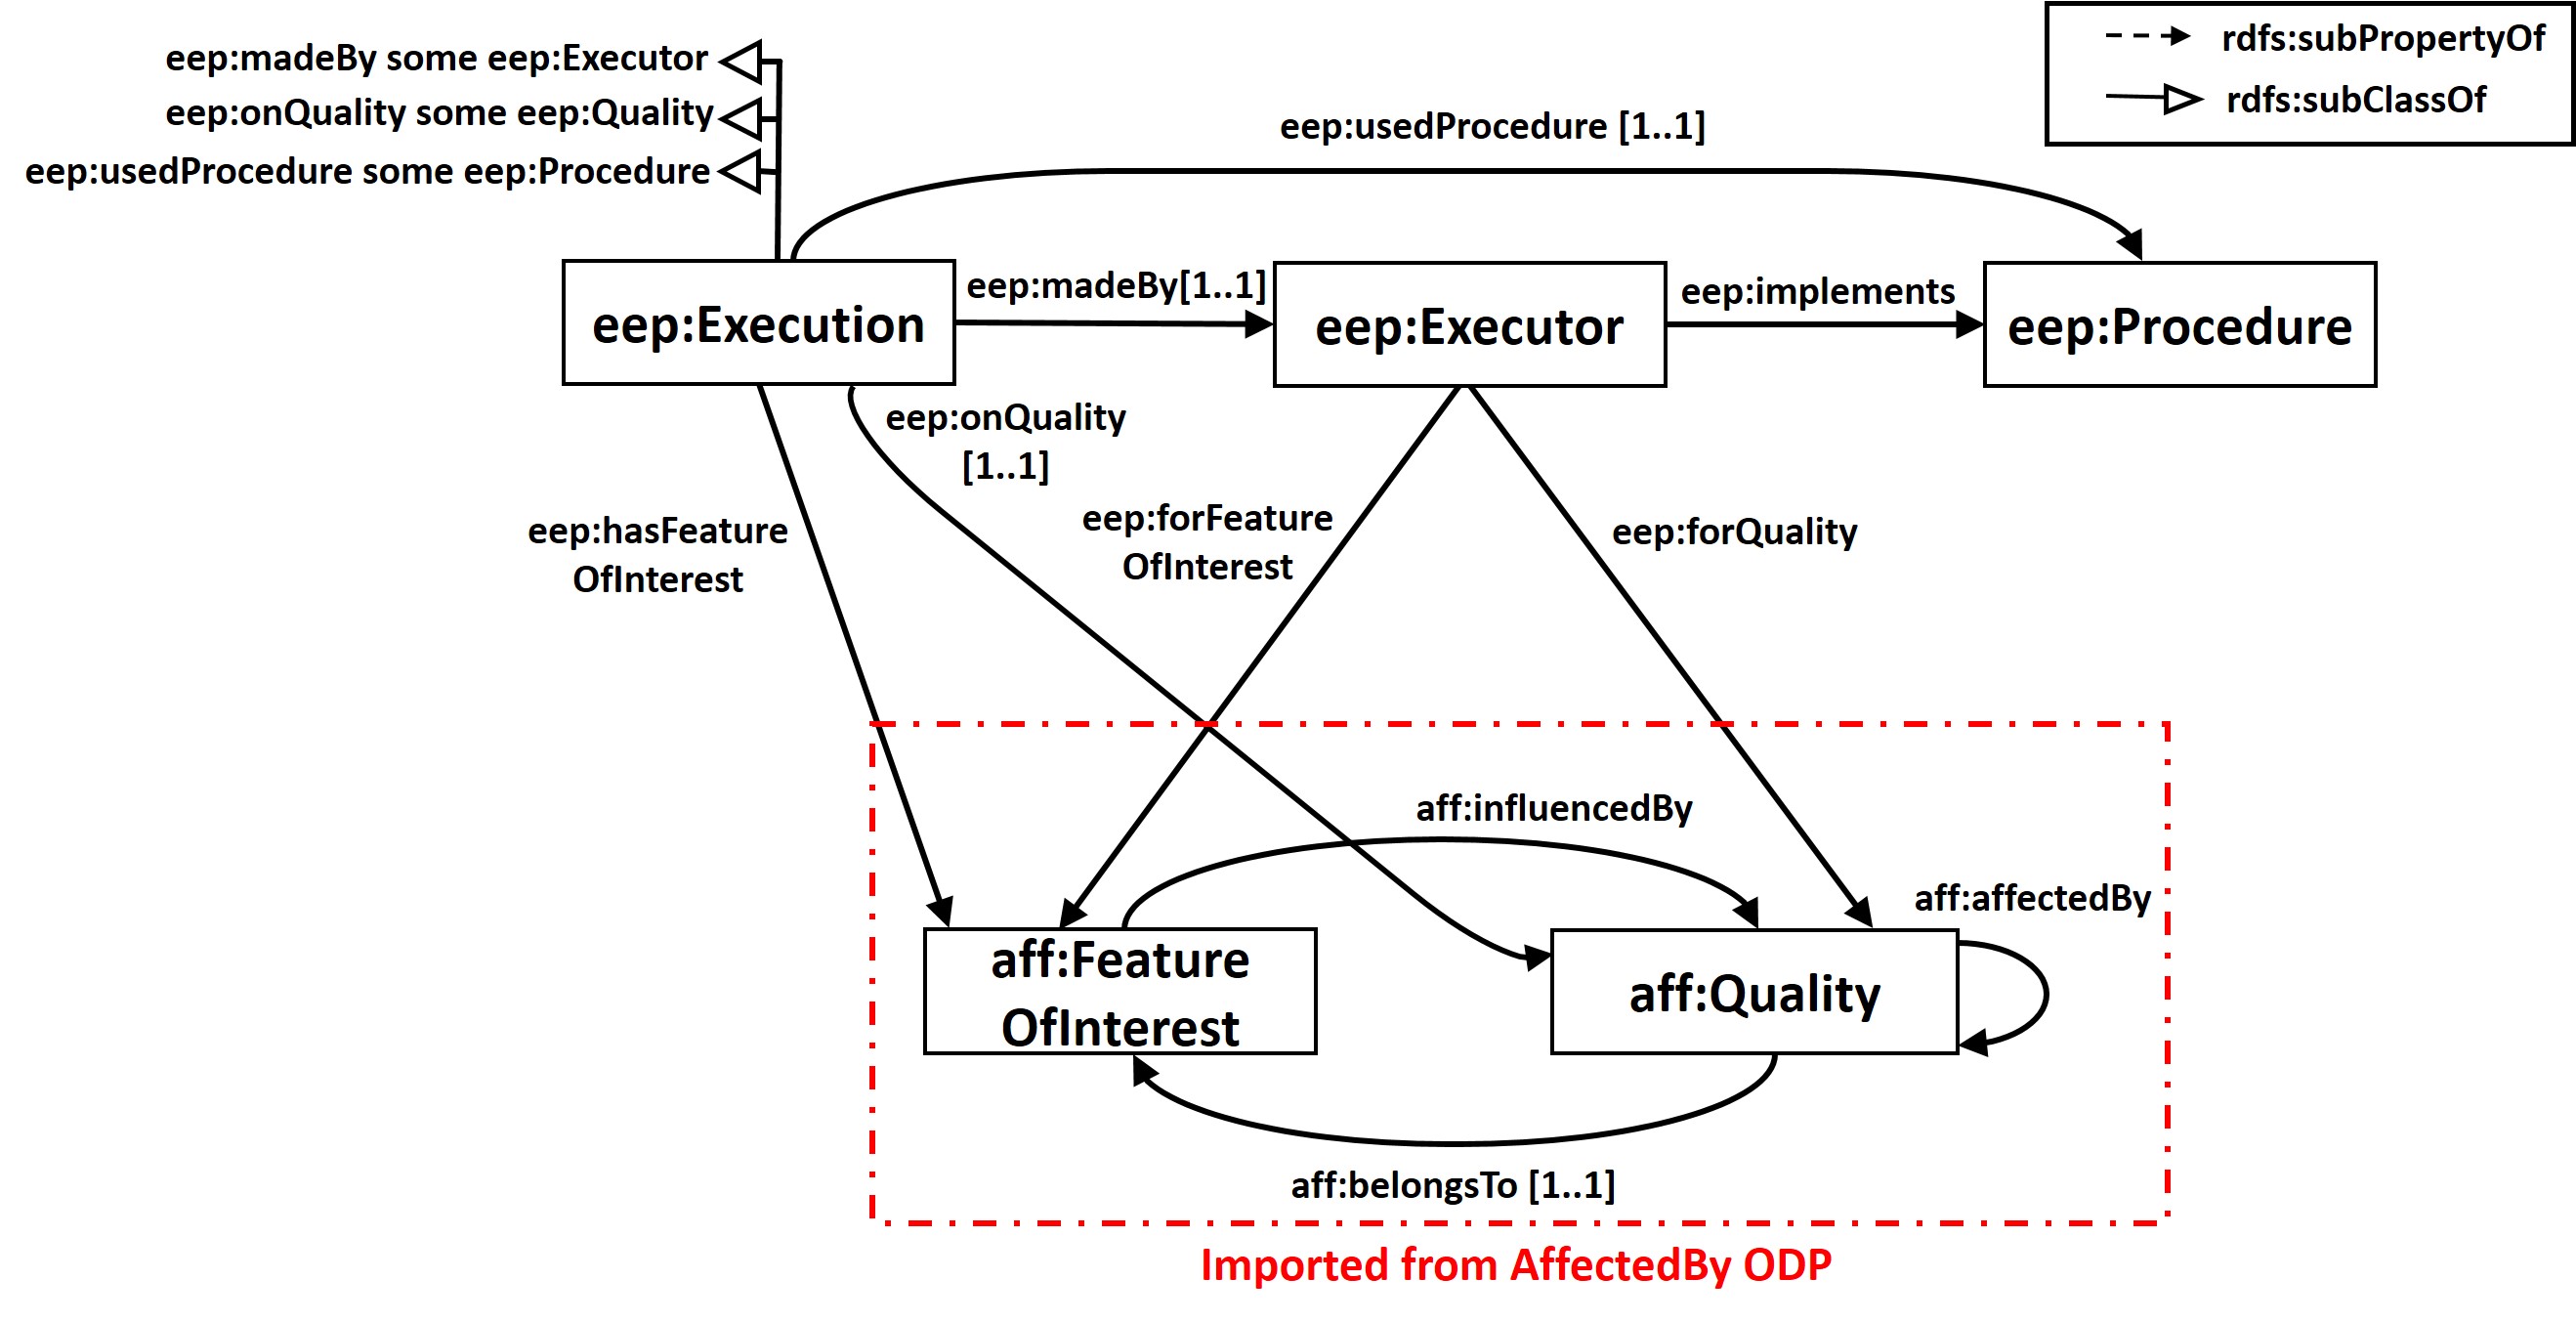 eep:madeBy some eep:Executor
eep:onQuality some eep:Quality
eep:usedProcedure some eep:Procedure
rdfs:subPropertyOf
rdfs:subClassOf
eep:usedProcedure [1..1]
eep:Execution
eep:madeBy[1..1]
eep:Executor
eep:implements
eep:Procedure
eep:onQuality
[1..1]
eep:hasFeature
OfInterest
eep:forFeature
OfInterest
eep:forQuality
aff:influencedBy
aff:affectedBy
aff:Feature
OfInterest
aff:Quality
aff:belongsTo [1..1]
Imported from AffectedBy ODP